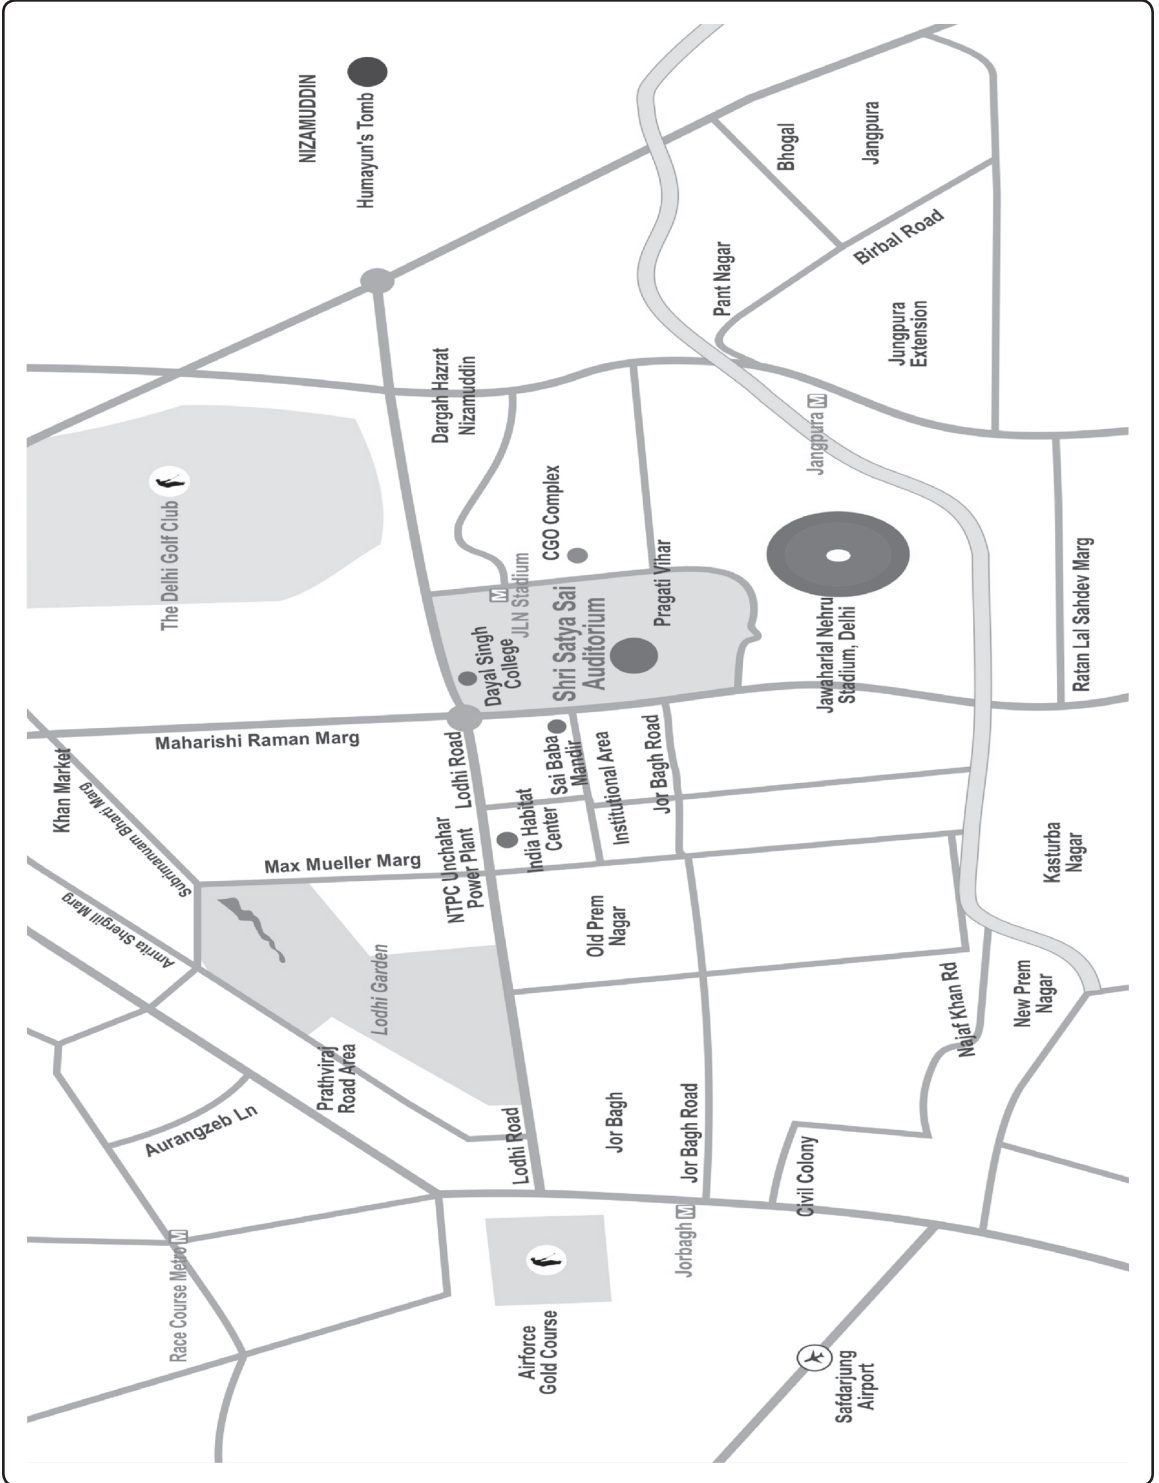 NIZAMUDDIN
Humayun's Tomb
Bhogal
Jangpura
Birbal Road
Pant Nagar
Jungpura
Extension
Dargah Hazrat
Nizamuddin
Jangpura M
The Delhi Golf Club
CGO Complex
M
JLN Stadium
Pragati Vihar
Shri Satya Sai
Auditorium
Dayal Singh
College
Jawaharlal Nehru
Stadium, Delhi
Ratan Lal Sahdev Marg
Maharishi Raman Marg
Khan Market
Subrimanuam Bharti Marg
Lodhi Road
Sai Baba
Mandir
Institutional Area
Jor Bagh Road
India Habitat
Center
Max Mueller Marg
NTPC Unchahar
Power Plant
Amrita Shergill Marg
Old Prem
Nagar
Kasturba
Nagar
Lodhi Garden
Najaf Khan Rd
New Prem
Nagar
Prathviraj
Road Area
Aurangzeb Ln
Lodhi Road
Jor Bagh
Jor Bagh Road
Civil Colony
Race Course Metro M
Jorbagh M
Airforce
Gold Course
Safdarjung
Airport